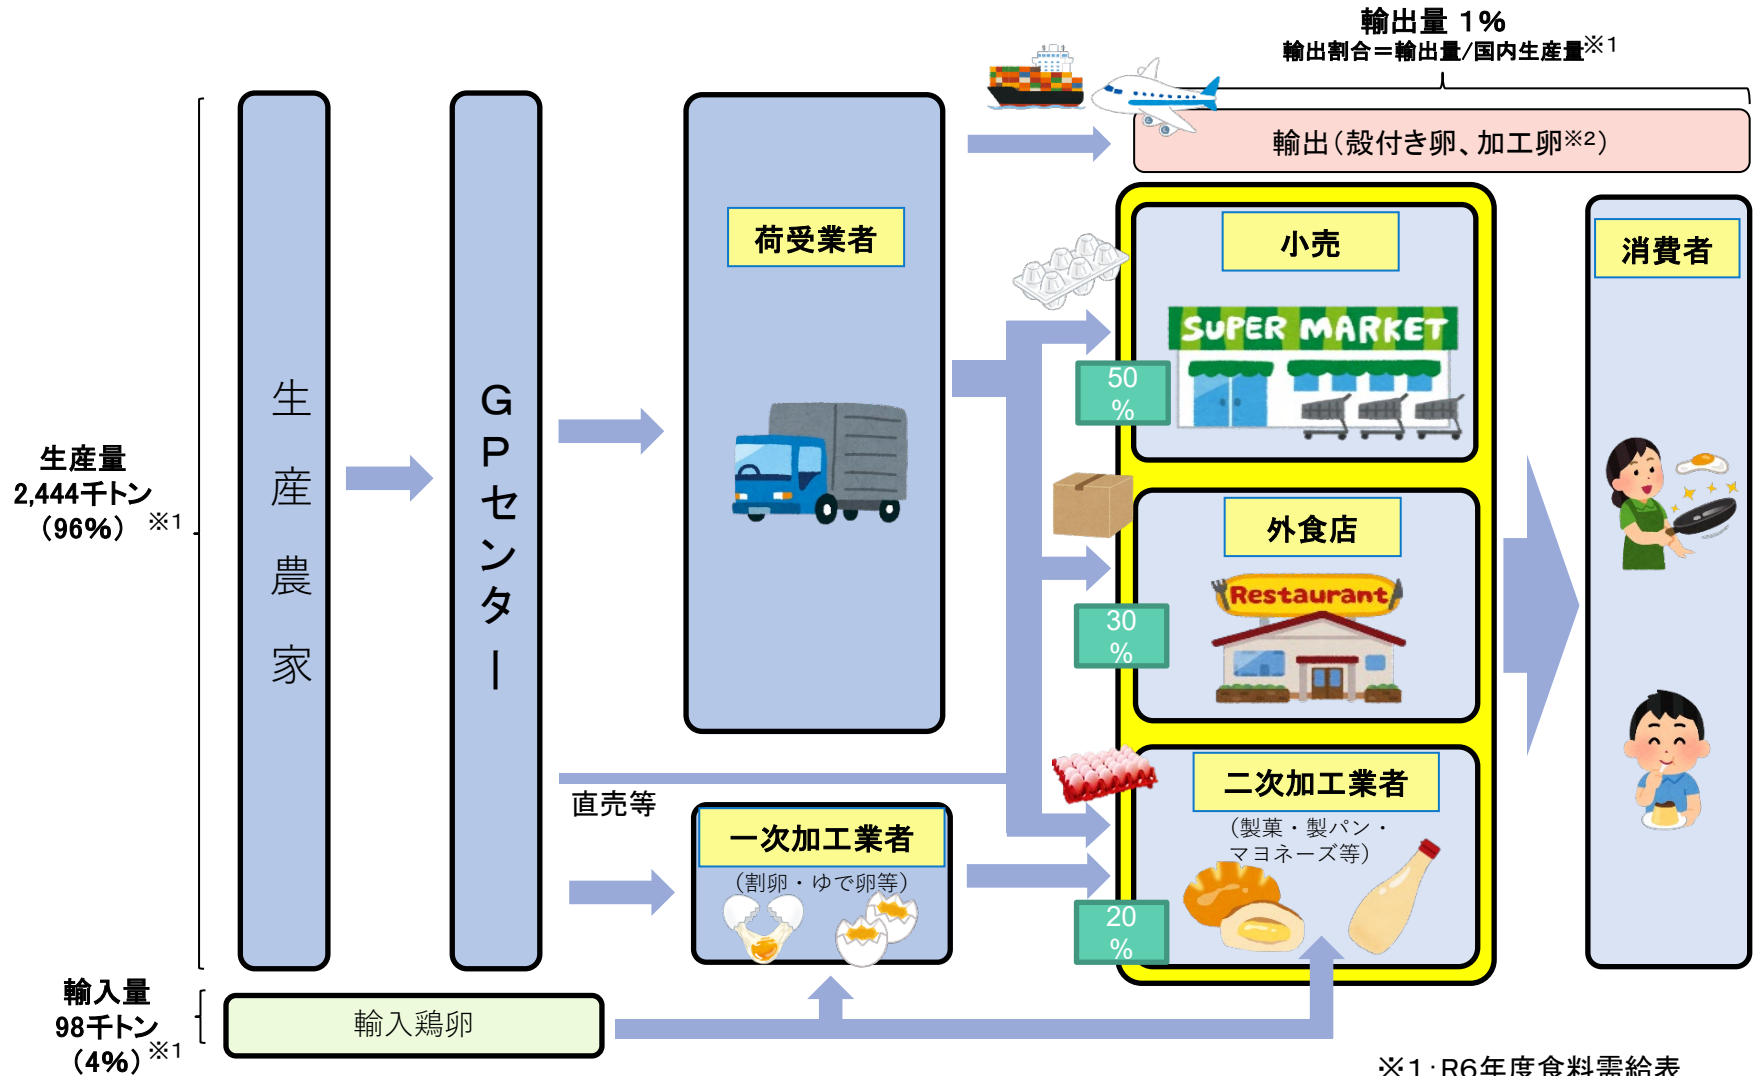 輸出量 1%
輸出割合＝輸出量/国内生産量※1
輸出（殻付き卵、加工卵※2）
荷受業者
小売
消費者
SUPER MARKET
50
%
生産農家
GPセンター
生産量
2,444千トン
（96%）※1
外食店
Restaurant
30
%
直売等
二次加工業者
（製菓・製パン・
マヨネーズ等）
一次加工業者
（割卵・ゆで卵等）
20
%
輸入量
98千トン
（4%）※1
輸入鶏卵
※1：R6年度食料需給表